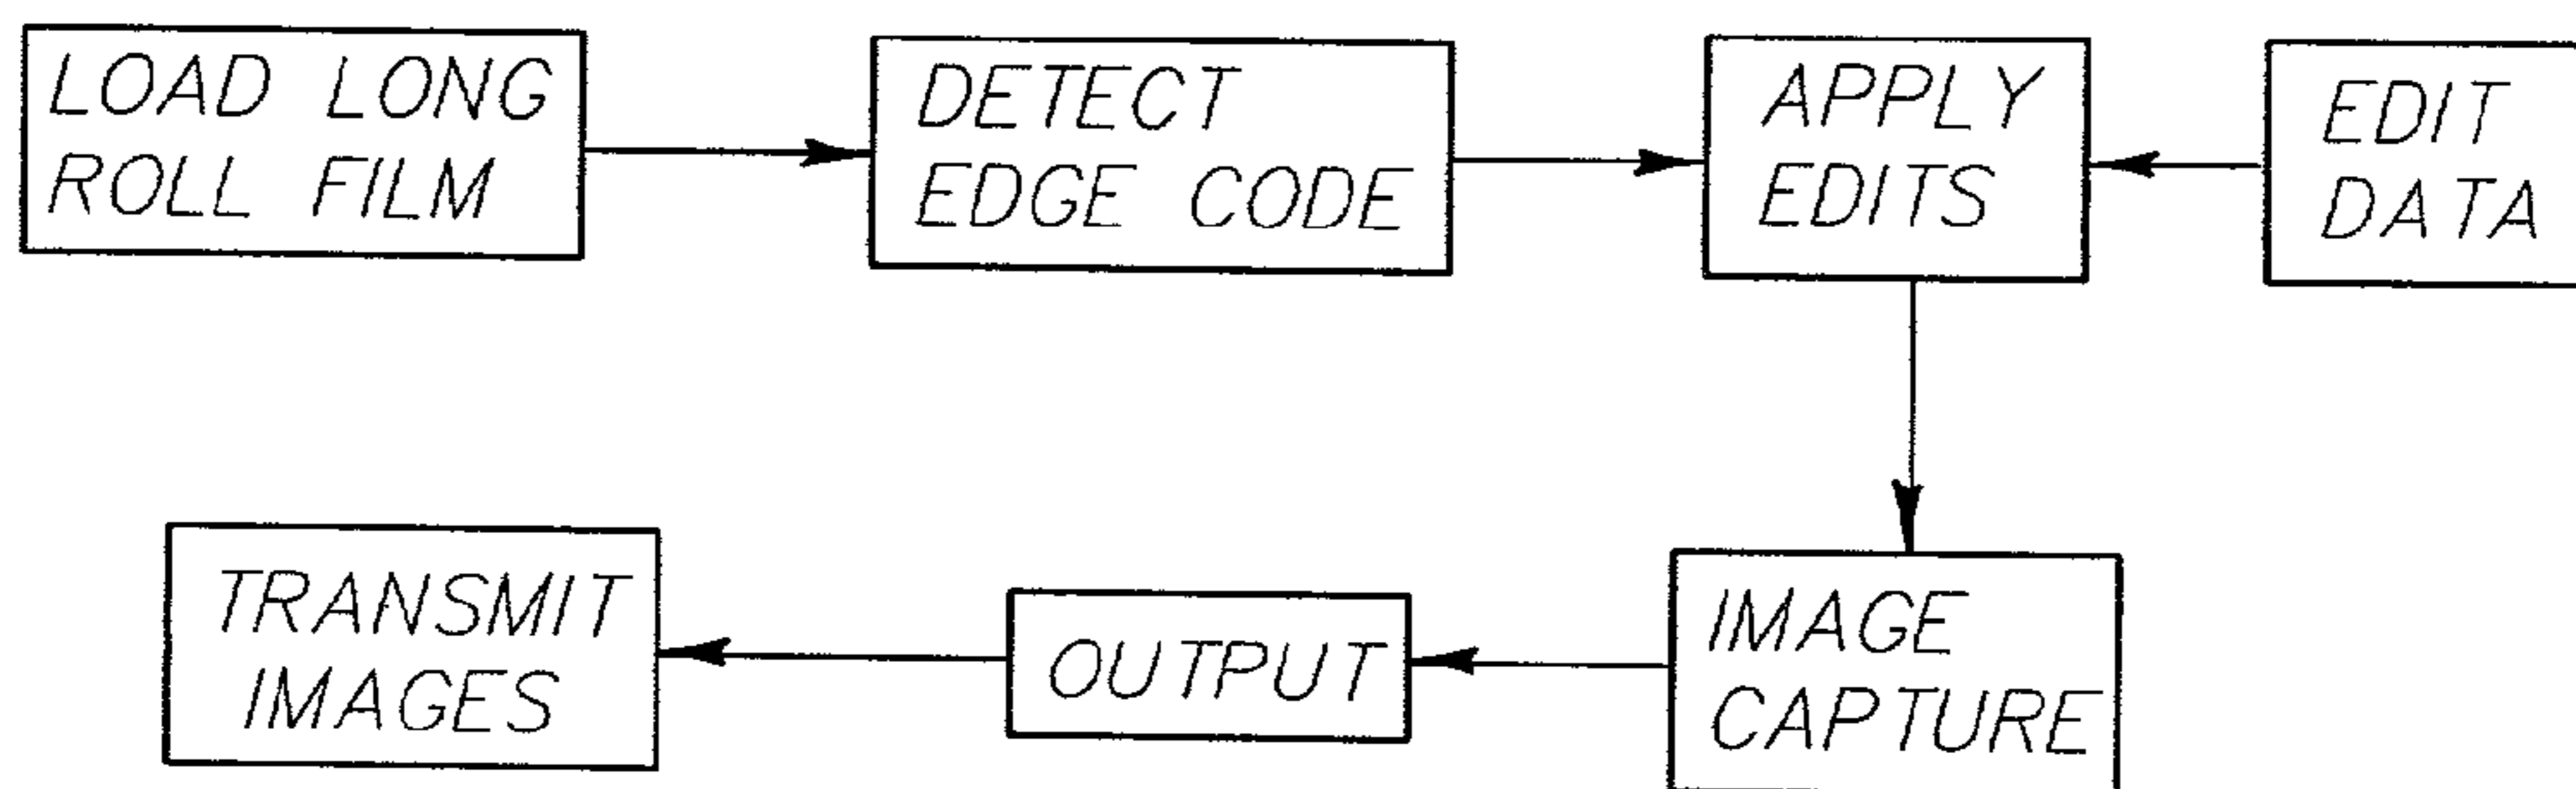 LOAD LONG
ROLL FILM
DETECT
EDGE CODE
APPLY
EDITS
EDIT
DATA
IMAGE
CAPTURE
OUTPUT
TRANSMIT
IMAGES